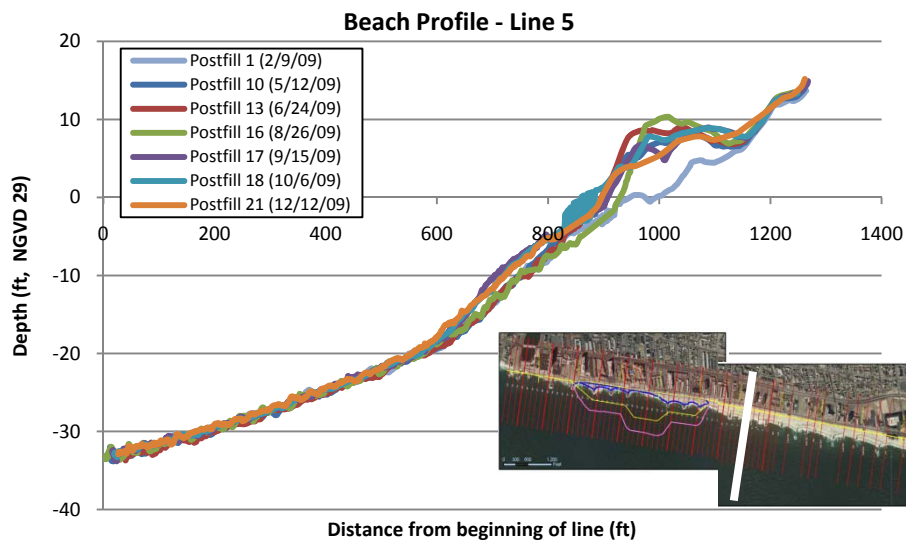 Beach Profile - Line 5
20
10
0
-10
-20
-30
-40
Depth (ft, NGVD 29)
Postfill 1 (2/9/09)
Postfill 10 (5/12/09)
Postfill 13 (6/24/09)
Postfill 16 (8/26/09)
Postfill 17 (9/15/09)
Postfill 18 (10/6/09)
Postfill 21 (12/12/09)
0 200 400 600 800 1000 1200 1400
Feet
Distance from beginning of line (ft)